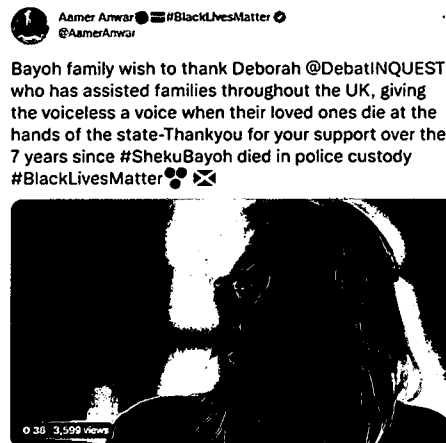 Aamer Anwar #BlackLivesMatter
@AamerAnwar
Bayoh family wish to thank Deborah @DebatINQUEST
who has assisted families throughout the UK, giving
the voiceless a voice when their loved ones die at the
hands of the state-Thankyou for your support over the
7 years since #ShekuBayoh died in police custody
#BlackLivesMatter
0 38 3,599 views